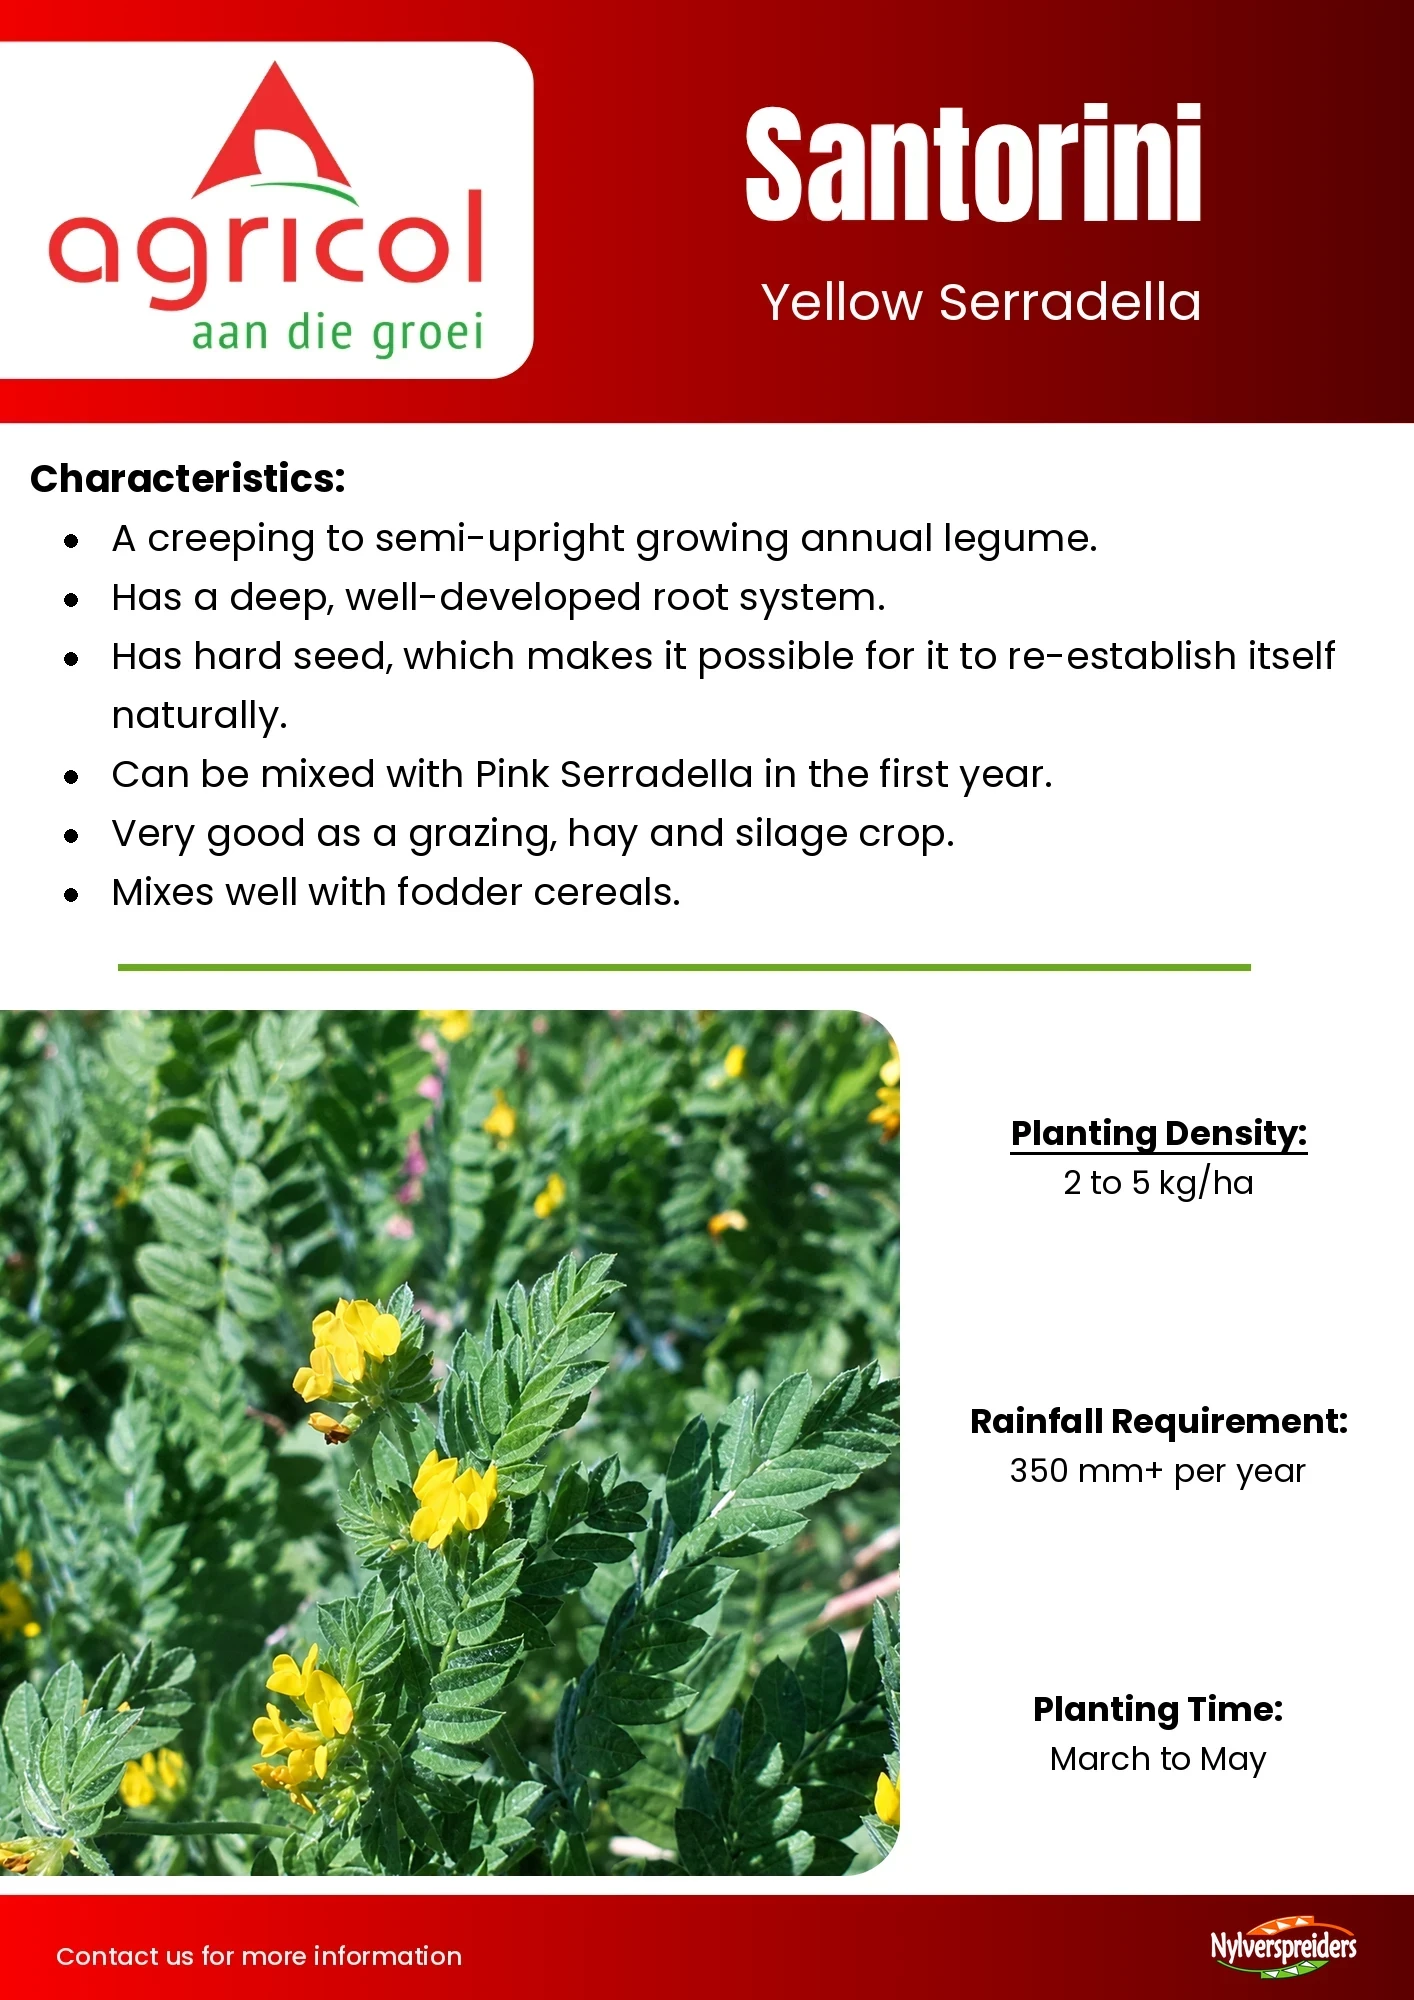 agricol
aan die groei
Santorini
Yellow Serradella
Characteristics:
• A creeping to semi-upright growing annual legume.
• Has a deep, well-developed root system.
• Has hard seed, which makes it possible for it to re-establish itself
naturally.
• Can be mixed with Pink Serradella in the first year.
• Very good as a grazing, hay and silage crop.
• Mixes well with fodder cereals.
Planting Density:
2 to 5 kg/ha
Rainfall Requirement:
350 mm+ per year
Planting Time:
March to May
Contact us for more information
Nylverspreiders